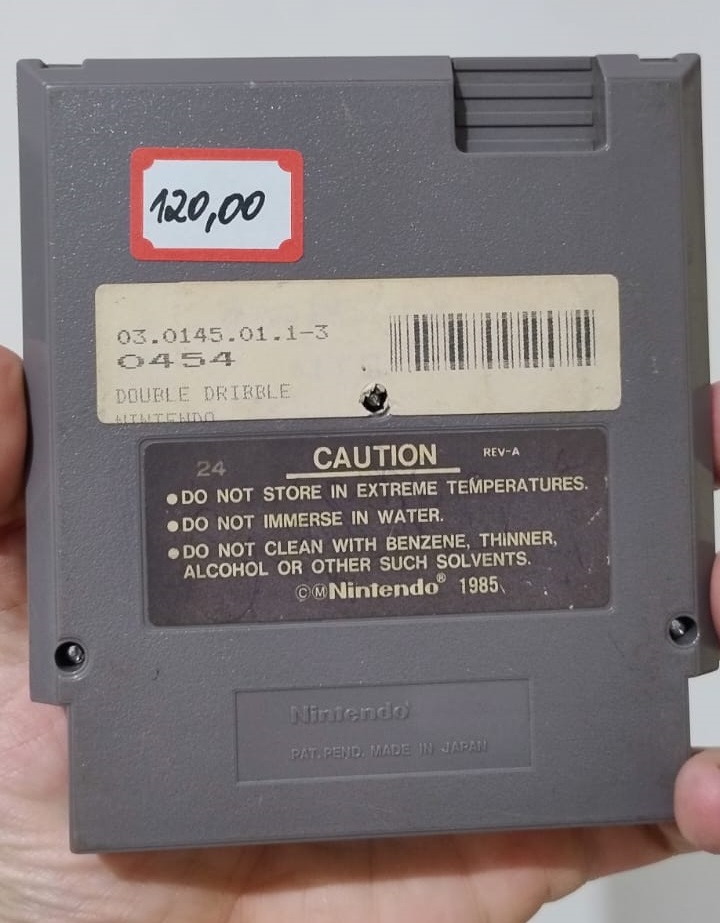 120,00
03.0145.01.1-3
0454
DOUBLE DRIBBLE
NINTENDO
24
CAUTION REV-A
●DO NOT STORE IN EXTREME TEMPERATURES.
●DO NOT IMMERSE IN WATER.
●DO NOT CLEAN WITH BENZENE, THINNER,
ALCOHOL OR OTHER SUCH SOLVENTS.
©ⓂNintendo® 1985
Nintendo®
PAT. PEND. MADE IN JAPAN